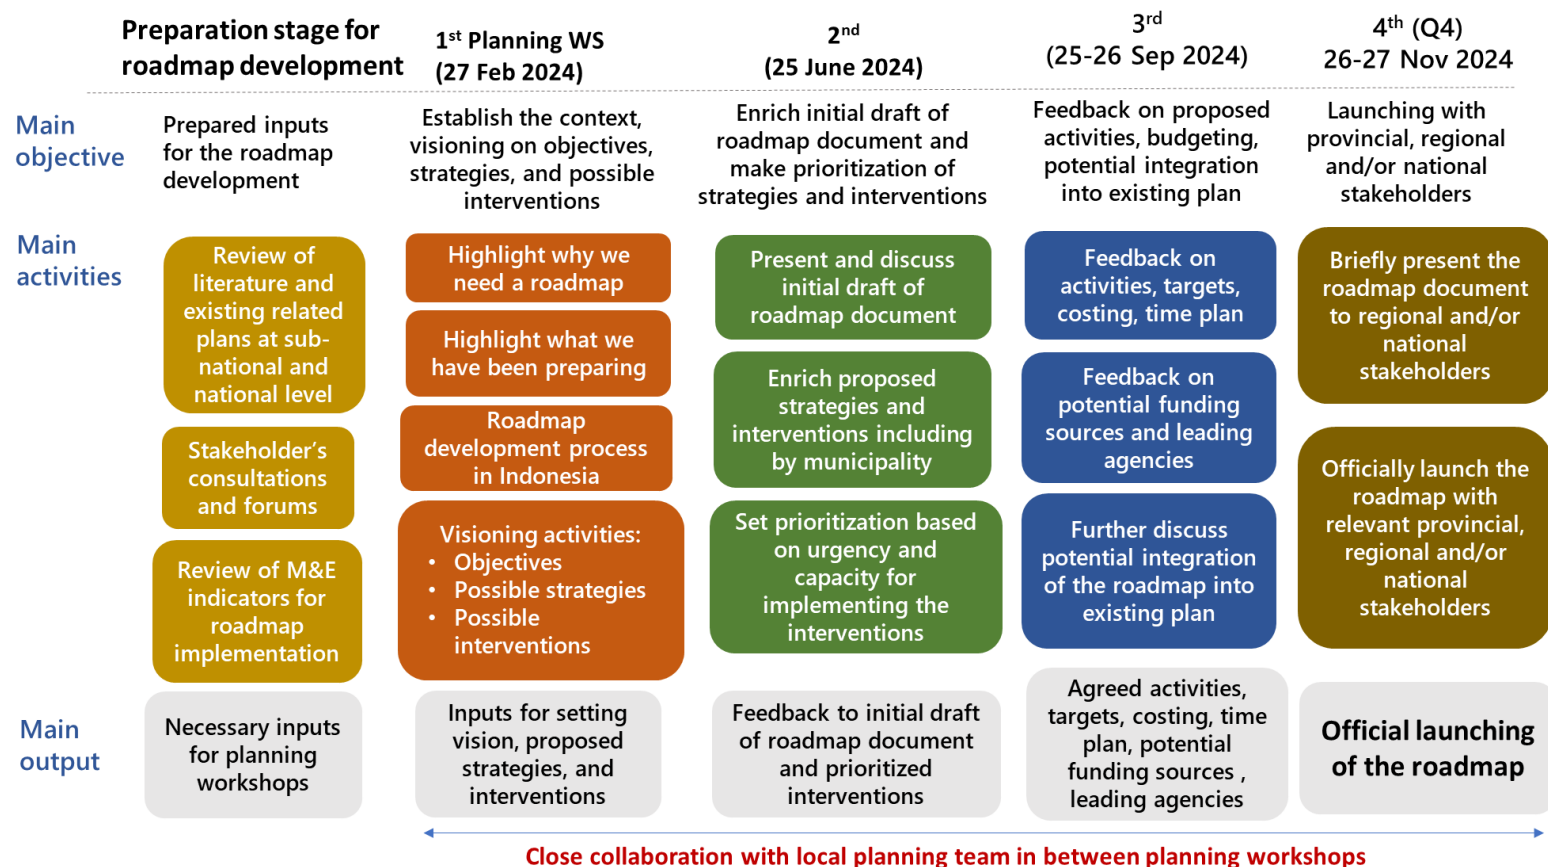 Preparation stage for
roadmap development
1st Planning WS
(27 Feb 2024)
2nd
(25 June 2024)
3rd
(25-26 Sep 2024)
4th (Q4)
26-27 Nov 2024
Main
objective
Prepared inputs
for the roadmap
development
Establish the context,
visioning on objectives,
strategies, and possible
interventions
Enrich initial draft of
roadmap document and
make prioritization of
strategies and interventions
Feedback on proposed
activities, budgeting,
potential integration
into existing plan
Launching with
provincial, regional
and/or national
stakeholders
Main
activities
Review of
literature and
existing related
plans at sub-
national and
national level
Stakeholder's
consultations
and forums
Review of M&E
indicators for
roadmap
implementation
Highlight why we
need a roadmap
Highlight what we
have been preparing
Roadmap
development process
in Indonesia
Visioning activities:
• Objectives
• Possible strategies
• Possible
interventions
Present and discuss
initial draft of
roadmap document
Enrich proposed
strategies and
interventions including
by municipality
Set prioritization based
on urgency and
capacity for
implementing the
interventions
Feedback on
activities, targets,
costing, time plan
Feedback on
potential funding
sources and leading
agencies
Further discuss
potential integration
of the roadmap into
existing plan
Briefly present the
roadmap document
to regional and/or
national
stakeholders
Officially launch the
roadmap with
relevant provincial,
regional and/or
national
stakeholders
Main
output
Necessary inputs
for planning
workshops
Inputs for setting
vision, proposed
strategies, and
interventions
Feedback to initial draft
of roadmap document
and prioritized
interventions
Agreed activities,
targets, costing, time
plan, potential
funding sources ,
leading agencies
Official launching
of the roadmap
Close collaboration with local planning team in between planning workshops